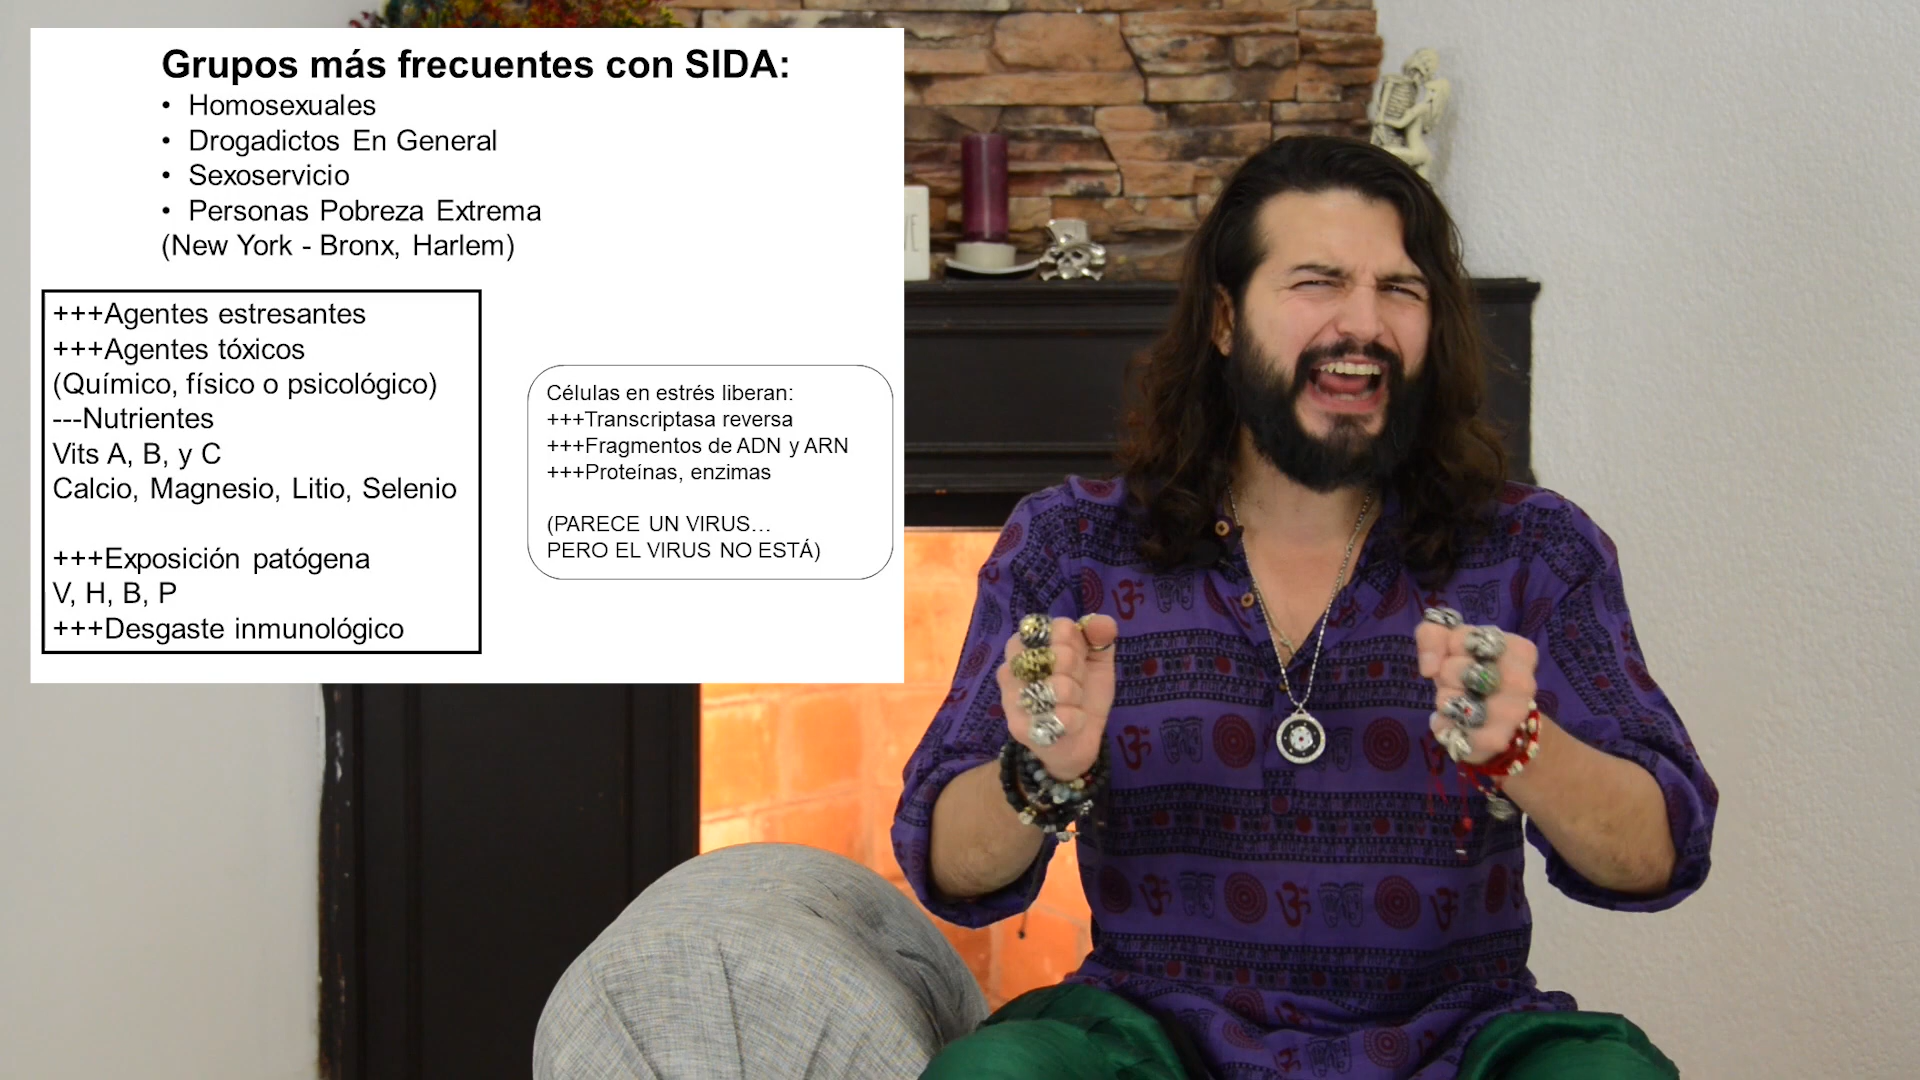 Grupos más frecuentes con SIDA:
• Homosexuales
• Drogadictos En General
• Sexoservicio
• Personas Pobreza Extrema
(New York - Bronx, Harlem)
+++Agentes estresantes
+++Agentes tóxicos
(Químico, físico o psicológico)
---Nutrientes
Vits A, B, y C
Calcio, Magnesio, Litio, Selenio
+++Exposición patógena
V, H, B, P
+++Desgaste inmunológico
Células en estrés liberan:
+++Transcriptasa reversa
+++Fragmentos de ADN y ARN
+++Proteínas, enzimas
(PARECE UN VIRUS…
PERO EL VIRUS NO ESTÁ)